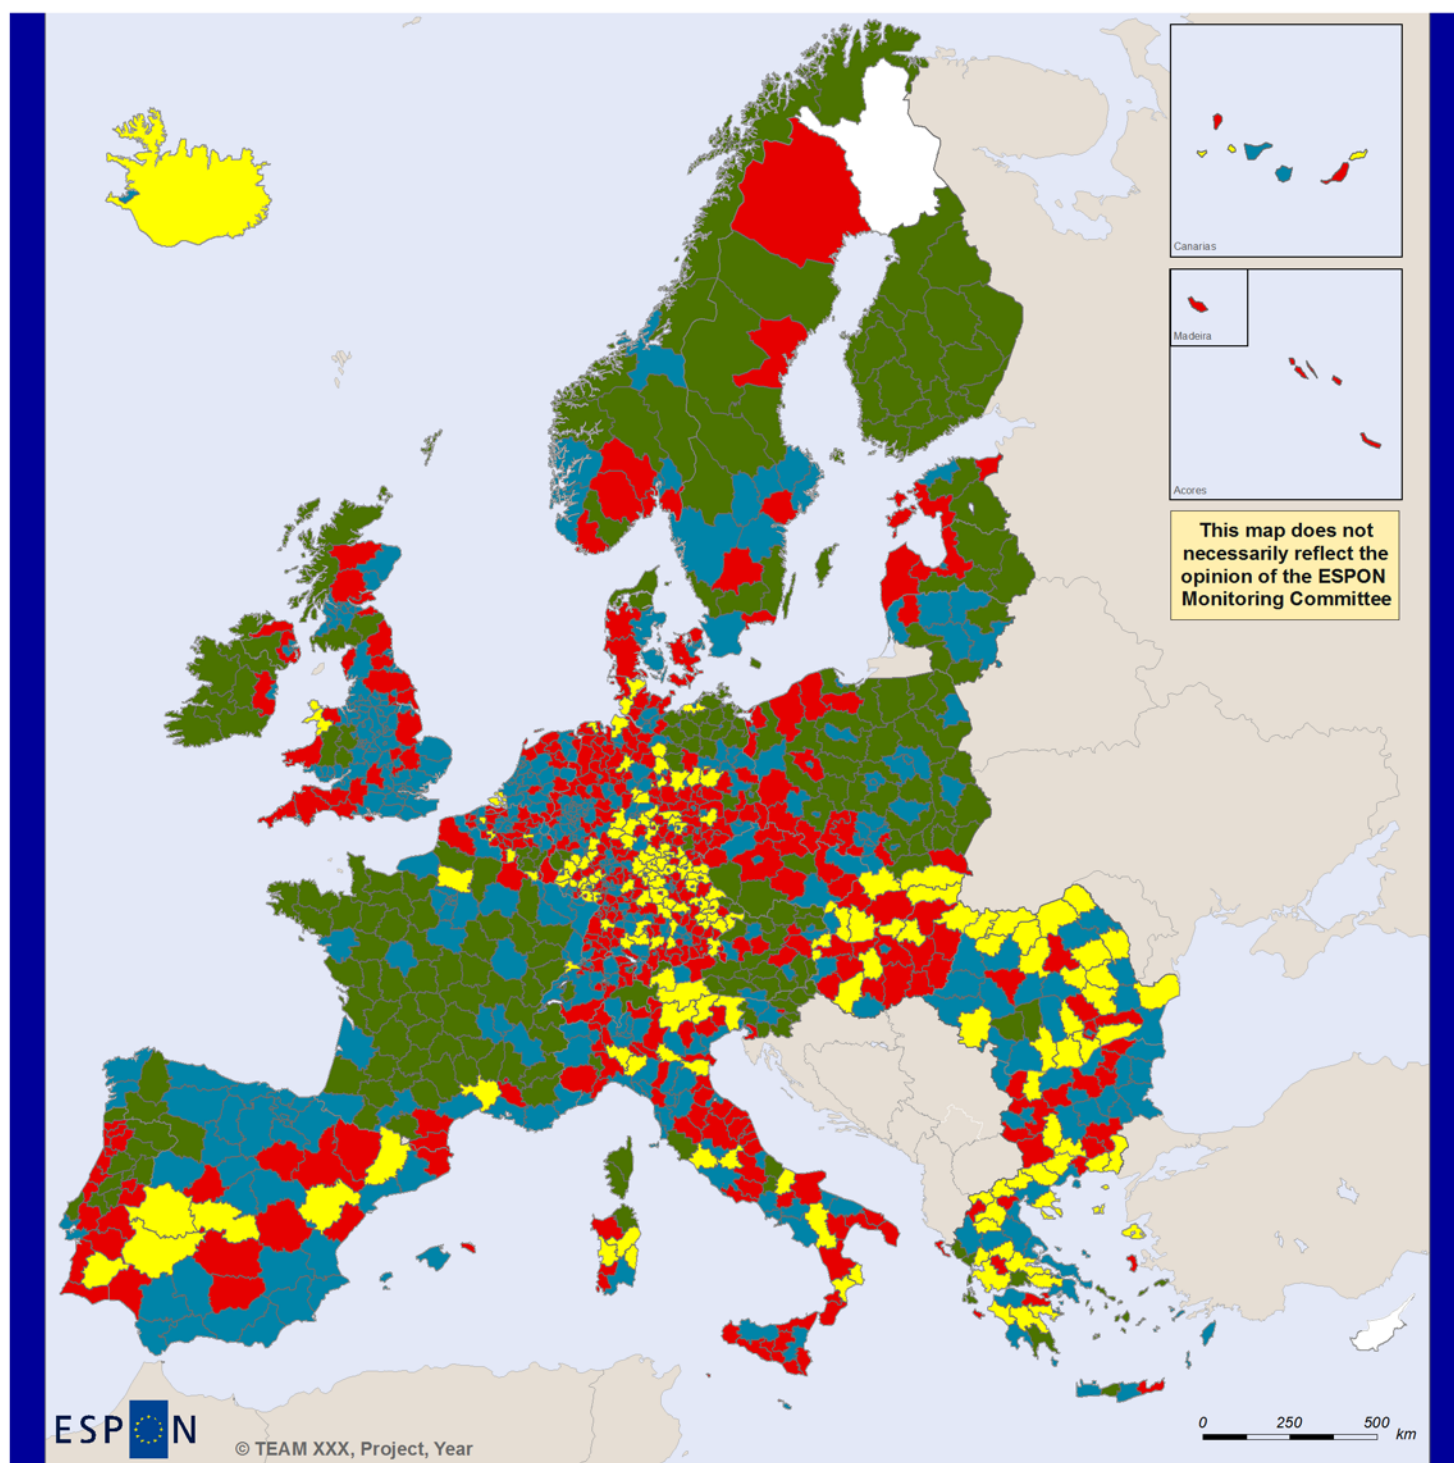 Canarias
Madeira
Acores
This map does not
necessarily reflect the
opinion of the ESPON
Monitoring Committee
ESPON
© TEAM XXX, Project, Year
0 250 500
km